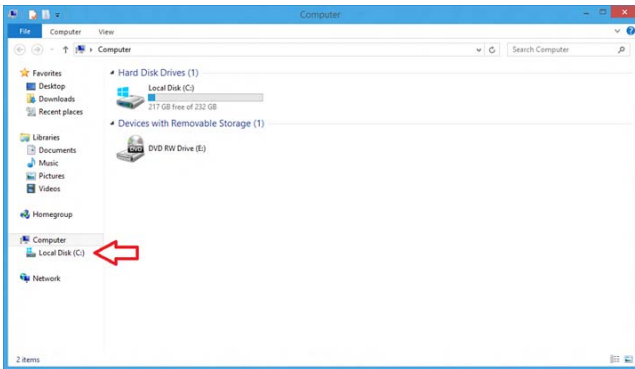 Computer
File Computer View
Computer
Search Computer
Favorites
Desktop
Downloads
Recent places
Libraries
Documents
Music
Pictures
Videos
Homegroup
Computer
Local Disk (C:)
Network
Hard Disk Drives (1)
Local Disk (C:)
217 GB free of 232 GB
Devices with Removable Storage (1)
DVD
DVD RW Drive (E:)
2 items